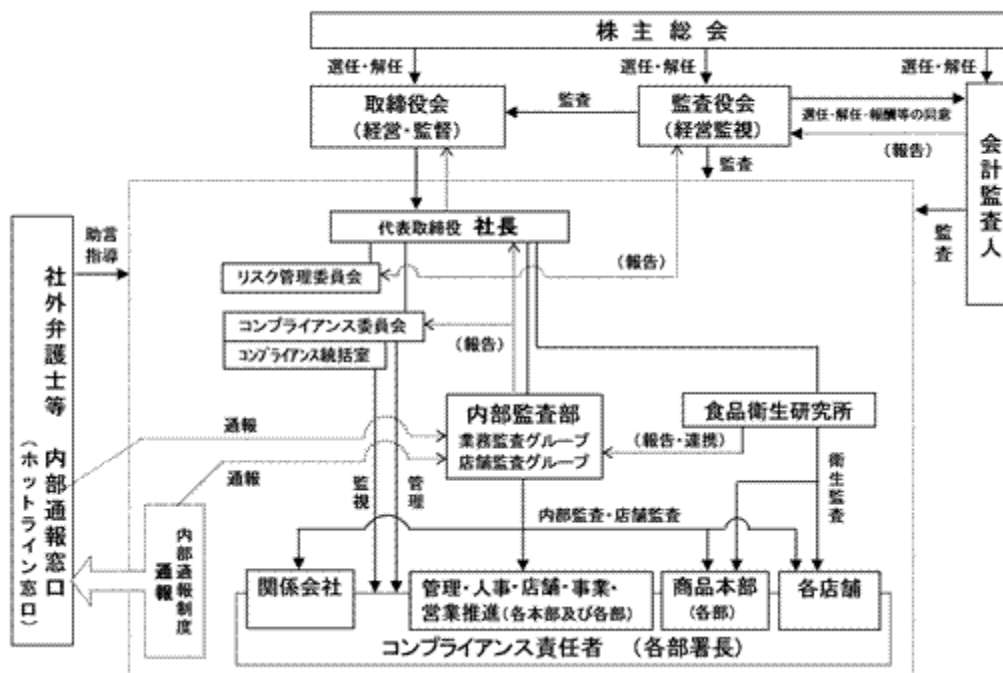 株主総会
選任・解任
選任・解任
選任・解任
取締役会
（経営・監督）
監査
監査役会
（経営監視）
選任・解任・報酬等の同意
（報告）
会計監査人
監査
監査
社外弁護士等 内部通報窓口
（ホットライン窓口）
助言
指導
代表取締役 社長
リスク管理委員会
（報告）
コンプライアンス委員会
コンプライアンス統括室
（報告）
内部監査部
業務監査グループ
店舗監査グループ
食品衛生研究所
（報告・連携）
通報
通報
監視
管理
衛生監査
内部監査・店舗監査
内部通報制度
通報
関係会社
管理・人事・店舗・事業・
営業推進（各本部及び各部）
商品本部
（各部）
各店舗
コンプライアンス責任者 （各部署長）